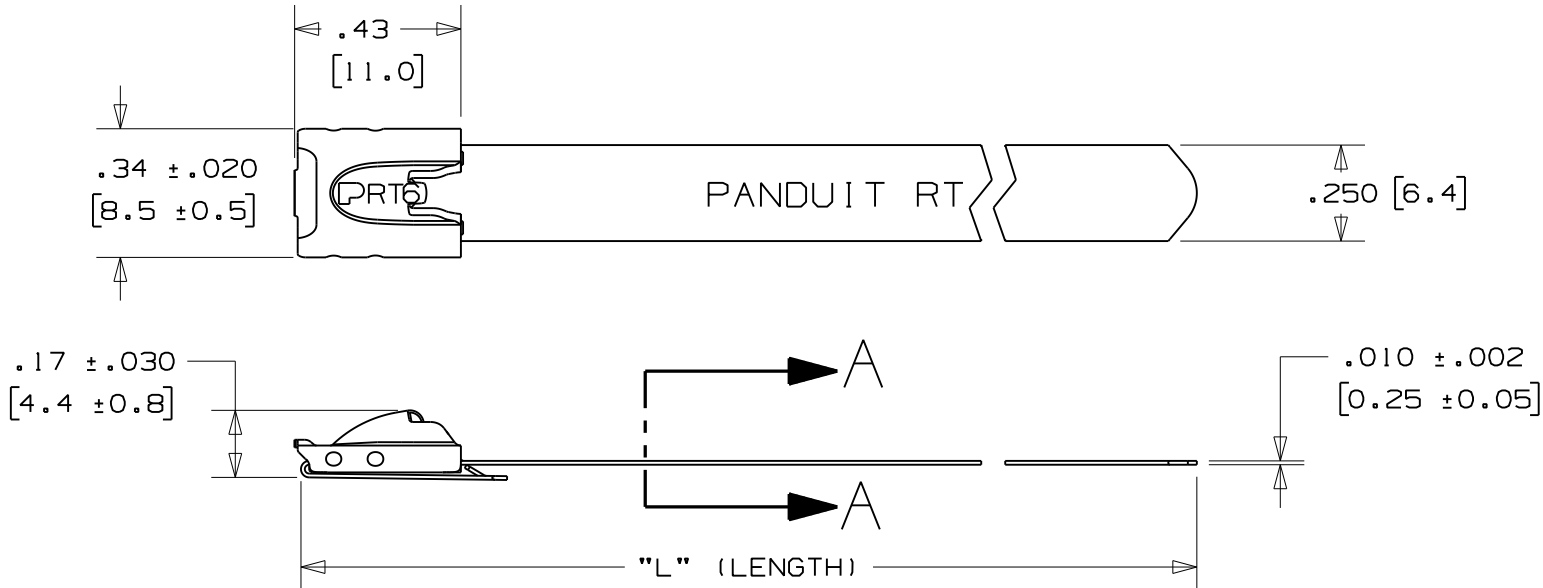 .43
[11.0]
.34 ±.020
[8.5 ±0.5]
PRT
PANDUIT RT
.250 [6.4]
.17 ±.030
[4.4 ±0.8]
A
.010 ±.002
[0.25 ±0.05]
A
"L" (LENGTH)